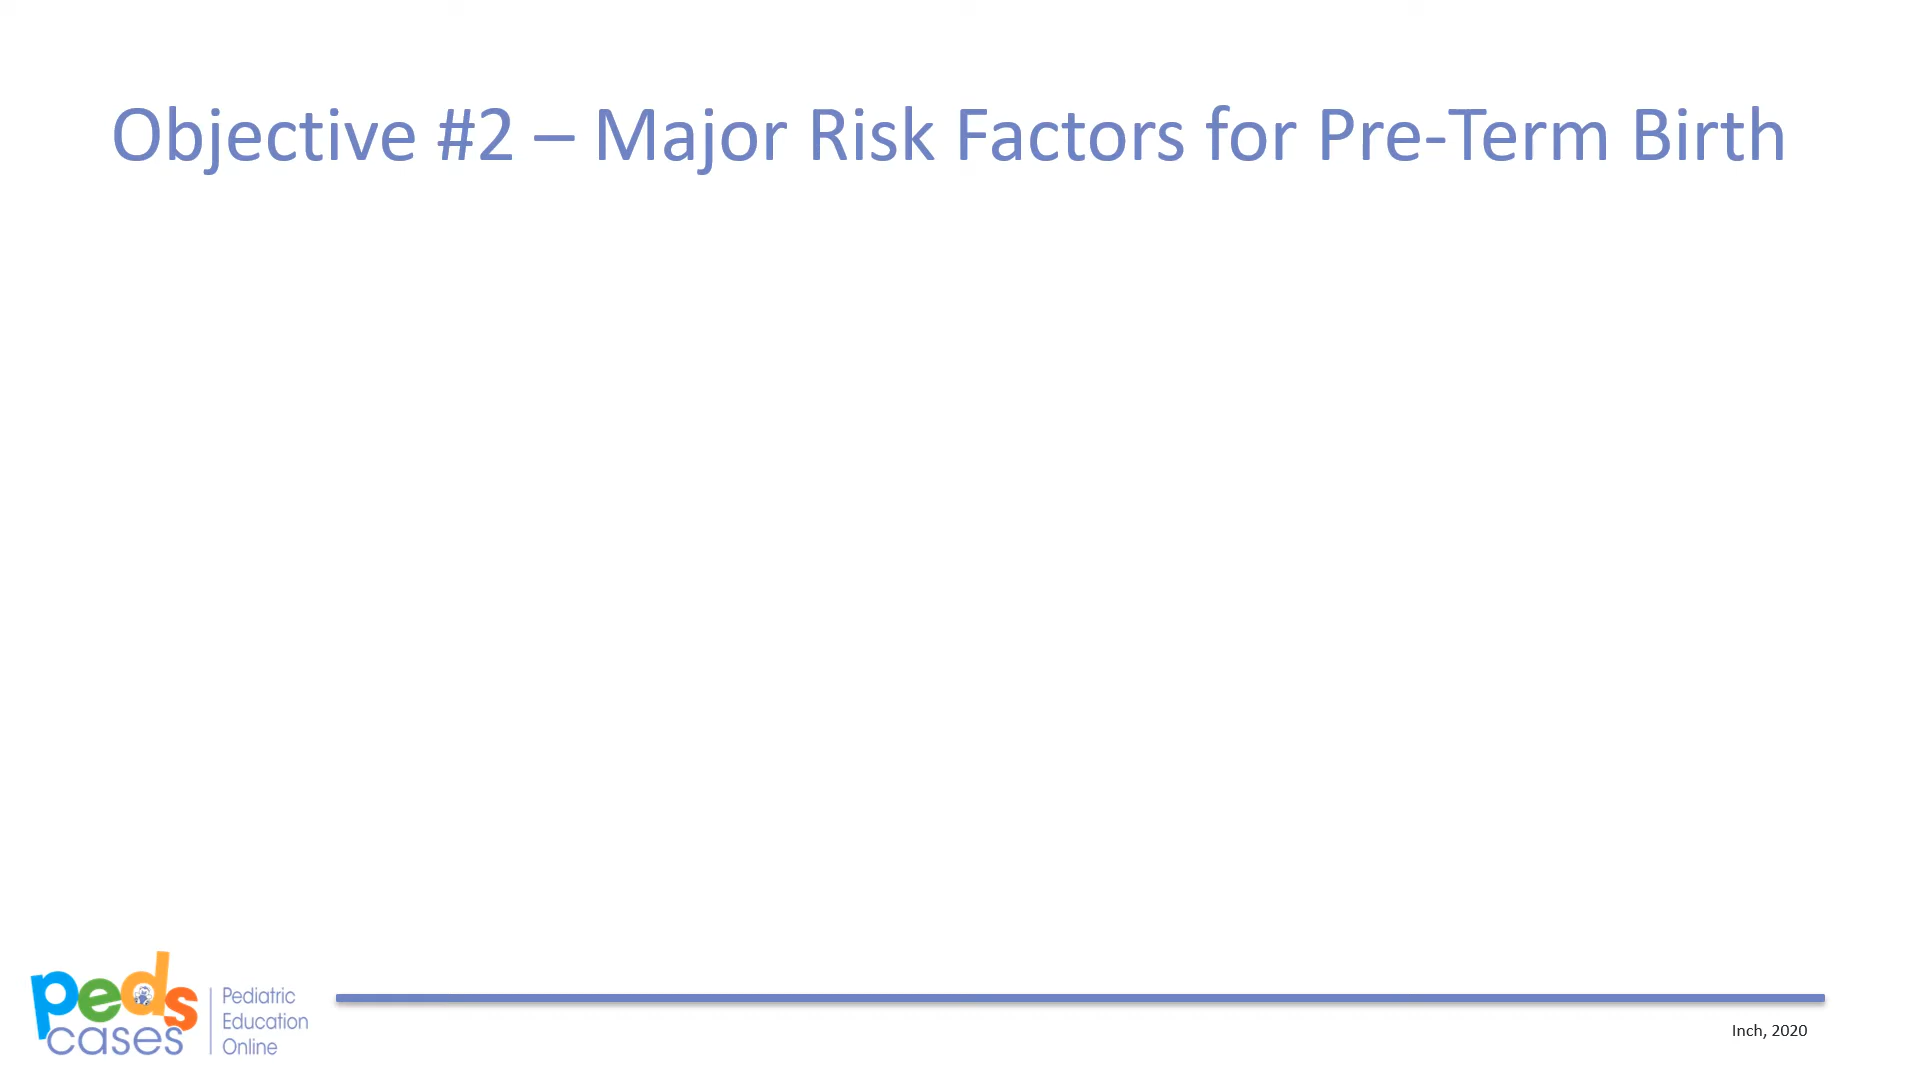 Objective #2 – Major Risk Factors for Pre-Term Birth
peds
cases
Pediatric
Education
Online
Inch, 2020